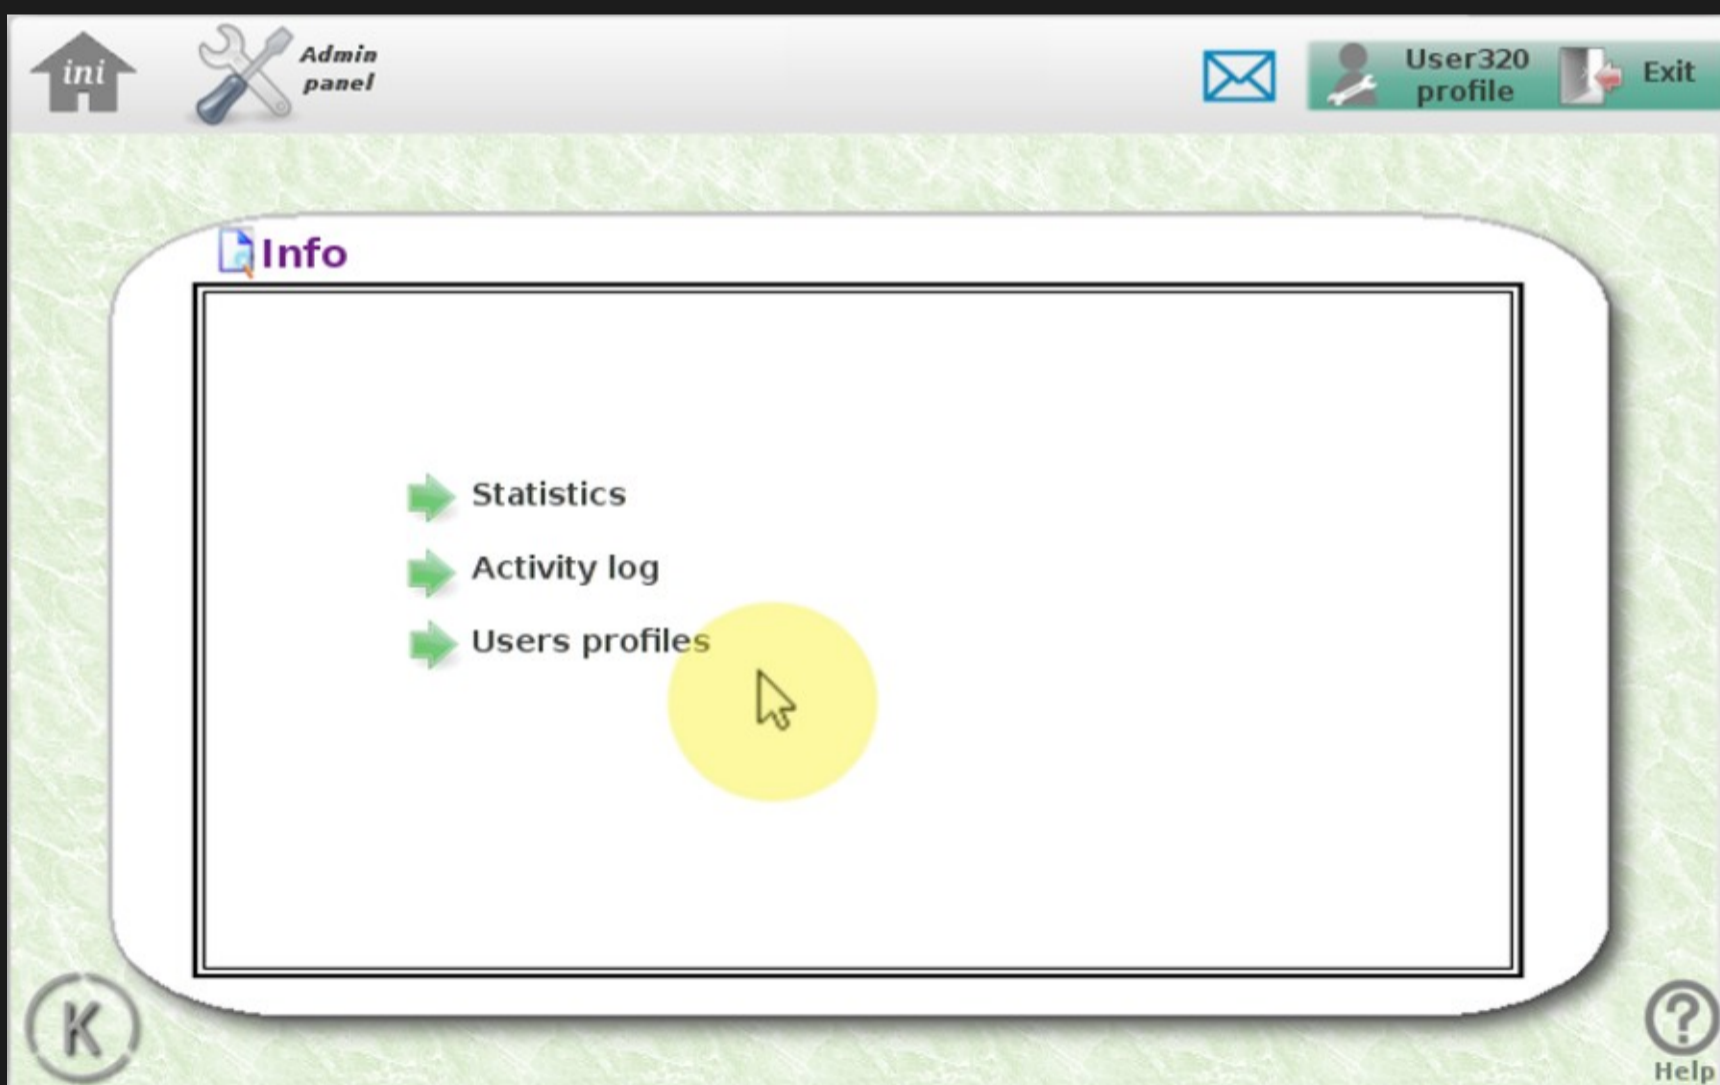 ini
Admin
panel
User320
profile
Exit
Info
Statistics
Activity log
Users profiles
K
Help